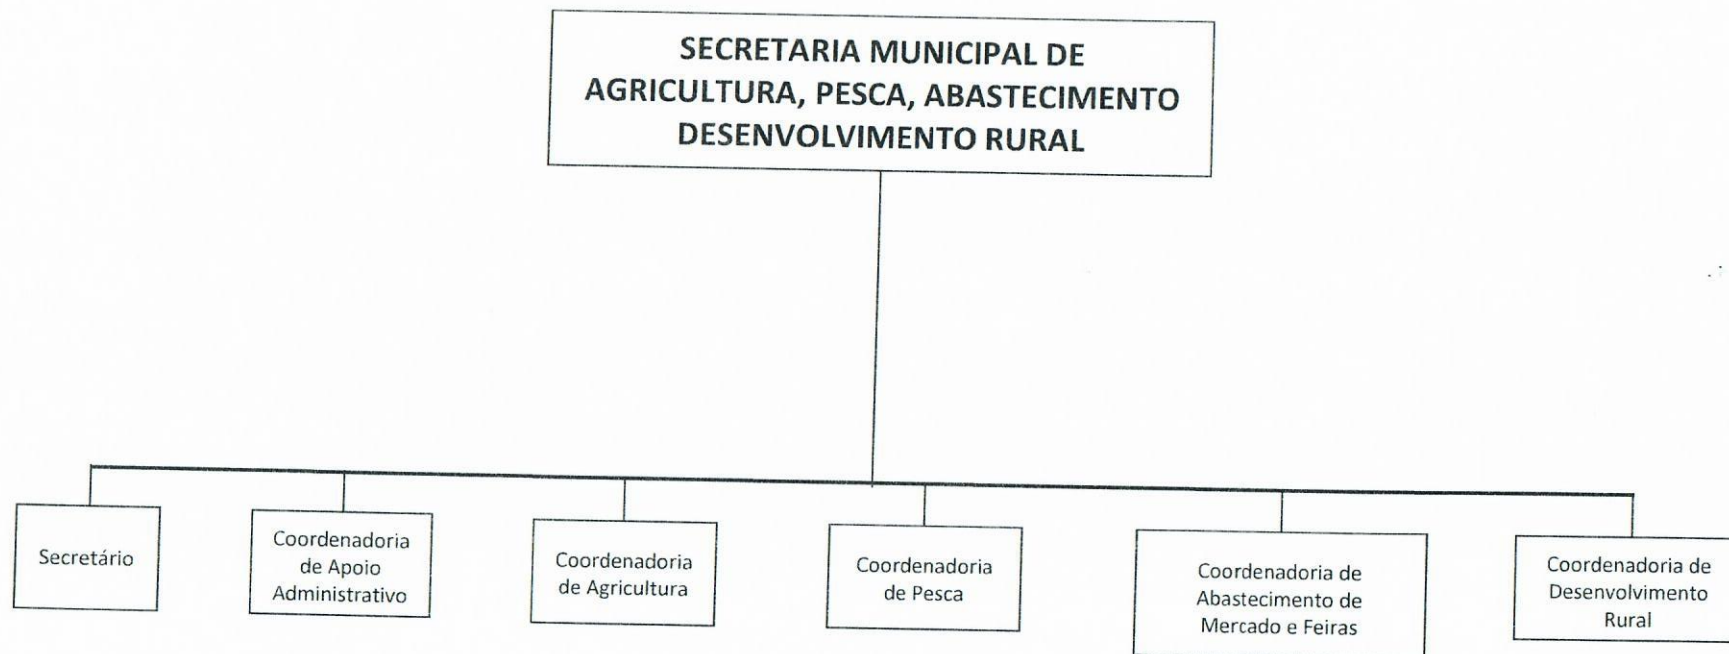 SECRETARIA MUNICIPAL DE
AGRICULTURA, PESCA, ABASTECIMENTO
DESENVOLVIMENTO RURAL
Secretário
Coordenadoria
de Apoio
Administrativo
Coordenadoria
de Agricultura
Coordenadoria
de Pesca
Coordenadoria de
Abastecimento de
Mercado e Feiras
Coordenadoria de
Desenvolvimento
Rural